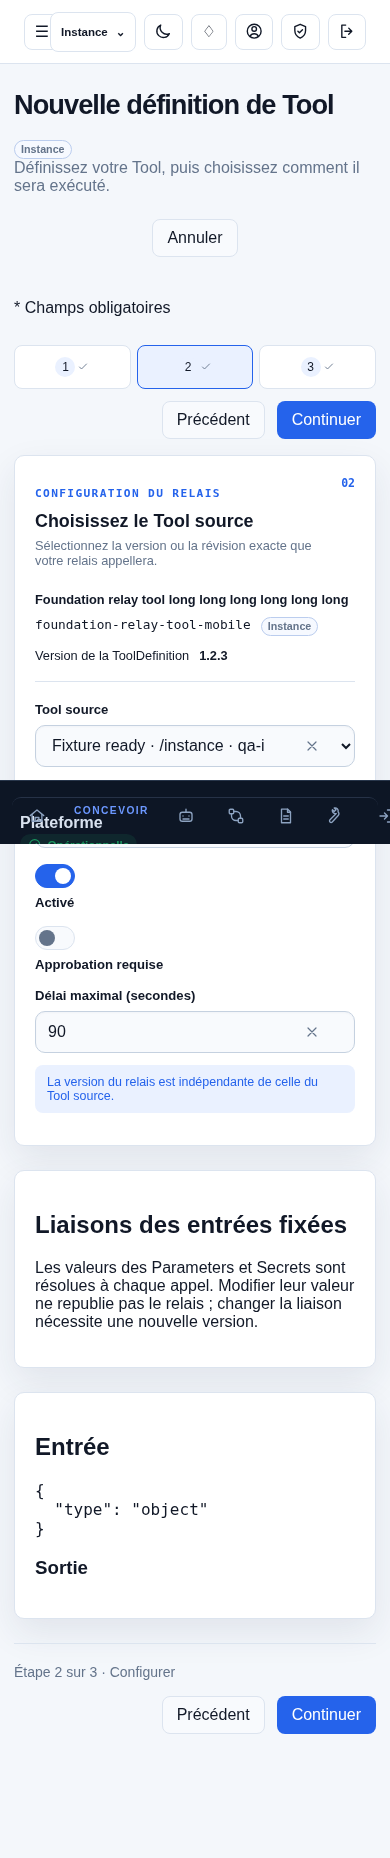 Instance
Nouvelle définition de Tool
Instance
Définissez votre Tool, puis choisissez comment il
sera exécuté.
Annuler
* Champs obligatoires
1 2 3
Précédent Continuer
02
CONFIGURATION DU RELAIS
Choisissez le Tool source
Sélectionnez la version ou la révision exacte que
votre relais appellera.
Foundation relay tool long long long long long long
foundation-relay-tool-mobile Instance
Version de la ToolDefinition 1.2.3
Tool source
Fixture ready · /instance · qa-i
CONCEVOIR
Plateforme
Opérationnelle
Activé
Approbation requise
Délai maximal (secondes)
90
La version du relais est indépendante de celle du
Tool source.
Liaisons des entrées fixées
Les valeurs des Parameters et Secrets sont
résolues à chaque appel. Modifier leur valeur
ne republie pas le relais ; changer la liaison
nécessite une nouvelle version.
Entrée
{
"type": "object"
}
Sortie
Étape 2 sur 3 · Configurer
Précédent Continuer